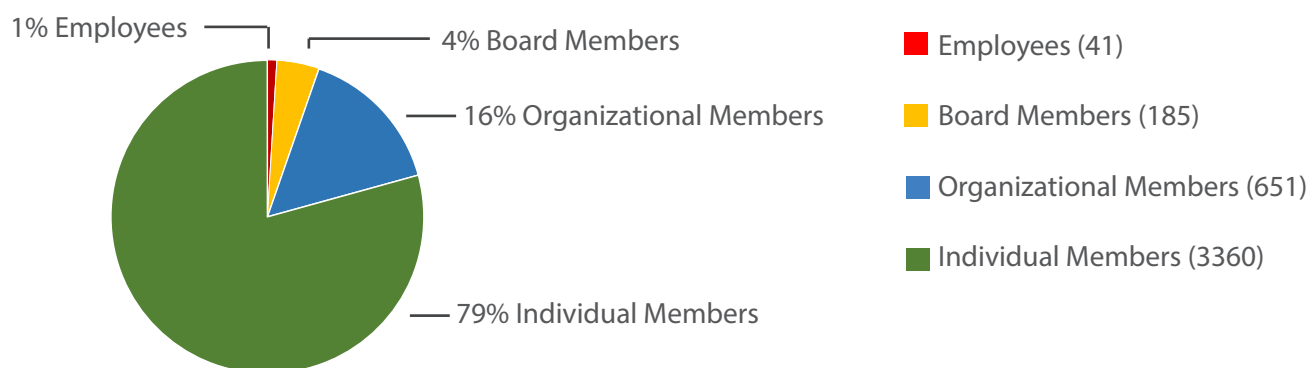 1% Employees
4% Board Members
16% Organizational Members
79% Individual Members
Employees (41)
Board Members (185)
Organizational Members (651)
Individual Members (3360)